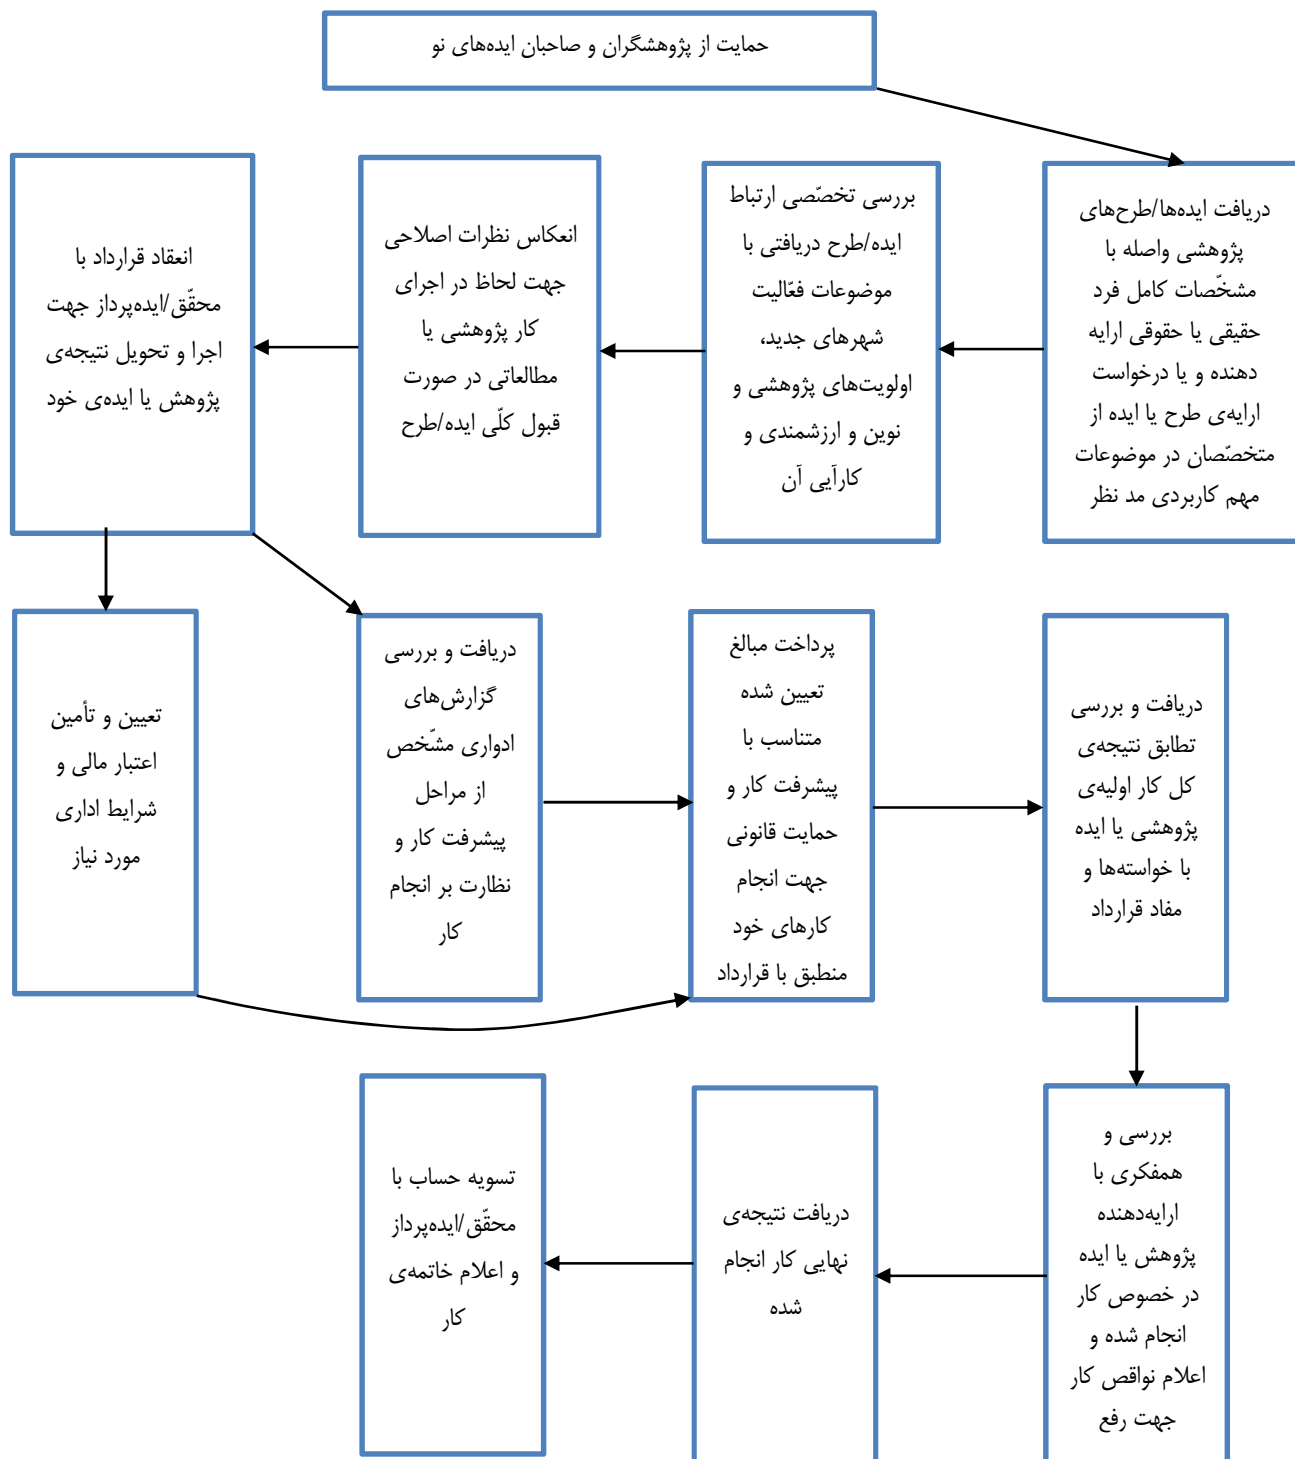 حمایت از پژوهشگران و صاحبان ایده‌های نو
دریافت ایده‌ها/طرح‌های
پژوهشی واصله با
مشخّصات کامل فرد
حقیقی یا حقوقی ارایه
دهنده و یا درخواست
ارایه‌ی طرح یا ایده از
متخصّصان در موضوعات
مهم کاربردی مد نظر
بررسی تخصّصی ارتباط
ایده/طرح دریافتی با
موضوعات فعّالیت
شهرهای جدید،
اولویت‌های پژوهشی و
نوین و ارزشمندی و
کارآیی آن
انعکاس نظرات اصلاحی
جهت لحاظ در اجرای
کار پژوهشی یا
مطالعاتی در صورت
قبول کلّی ایده/طرح
انعقاد قرارداد با
محقّق/ایده‌پرداز جهت
اجرا و تحویل نتیجه‌ی
پژوهش یا ایده‌ی خود
تعیین و تأمین
اعتبار مالی و
شرایط اداری
مورد نیاز
دریافت و بررسی
گزارش‌های
ادواری مشّخص
از مراحل
پیشرفت کار و
نظارت بر انجام
کار
پرداخت مبالغ
تعیین شده
متناسب با
پیشرفت کار و
حمایت قانونی
جهت انجام
کارهای خود
منطبق با قرارداد
دریافت و بررسی
تطابق نتیجه‌ی
کل کار اولیه‌ی
پژوهشی یا ایده
با خواسته‌ها و
مفاد قرارداد
بررسی و
همفکری با
ارایه‌دهنده
پژوهش یا ایده
در خصوص کار
انجام شده و
اعلام نواقص کار
جهت رفع
دریافت نتیجه‌ی
نهایی کار انجام
شده
تسویه حساب با
محقّق/ایده‌پرداز
و اعلام خاتمه‌ی
کار